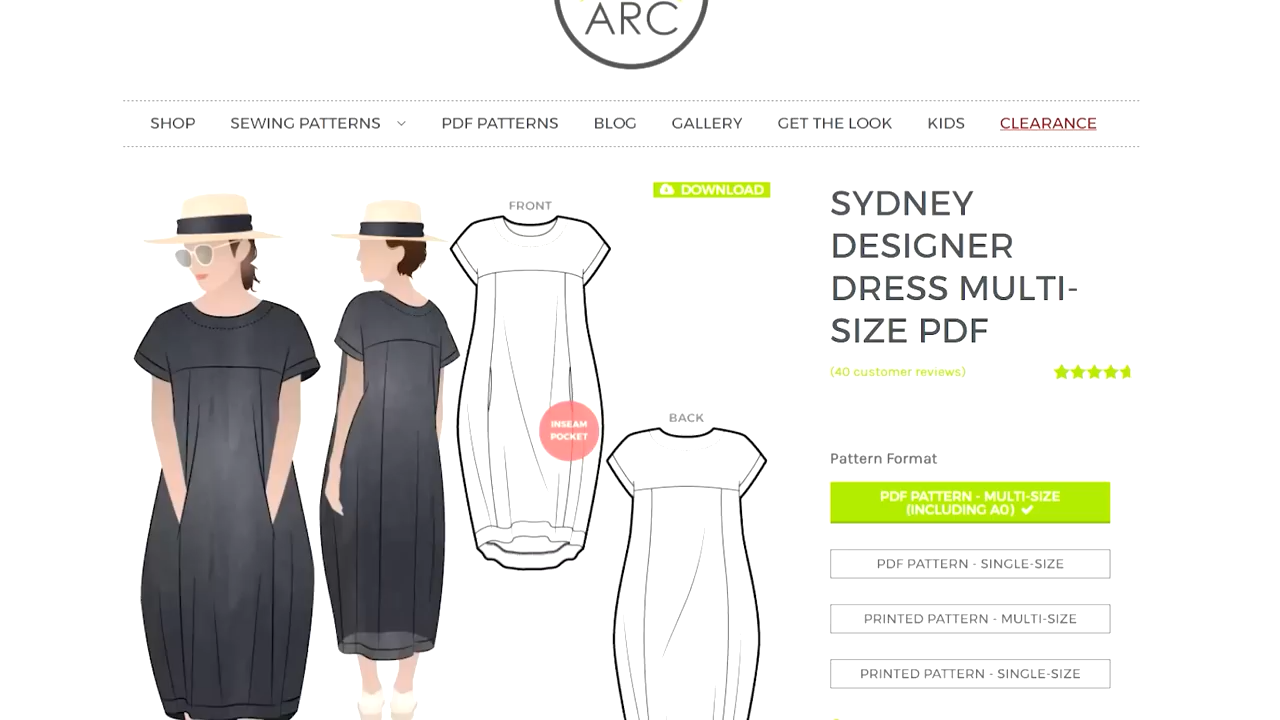 ARC
SHOP SEWING PATTERNS PDF PATTERNS BLOG GALLERY GET THE LOOK KIDS CLEARANCE
DOWNLOAD
FRONT
INSEAM
POCKET
BACK
SYDNEY
DESIGNER
DRESS MULTI-
SIZE PDF
(40 customer reviews)
Pattern Format
PDF PATTERN - MULTI-SIZE
(INCLUDING A0)
PDF PATTERN - SINGLE-SIZE
PRINTED PATTERN - MULTI-SIZE
PRINTED PATTERN - SINGLE-SIZE